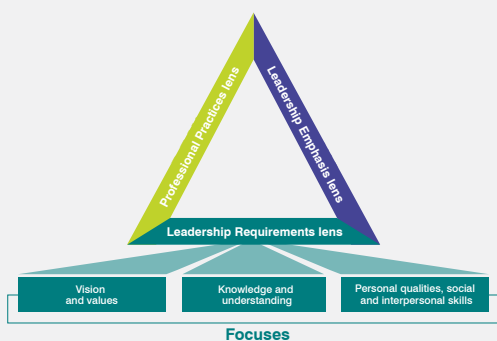 Professional Practices lens
Leadership Emphasis lens
Leadership Requirements lens
Vision
and values
Knowledge and
understanding
Personal qualities, social
and interpersonal skills
Focuses